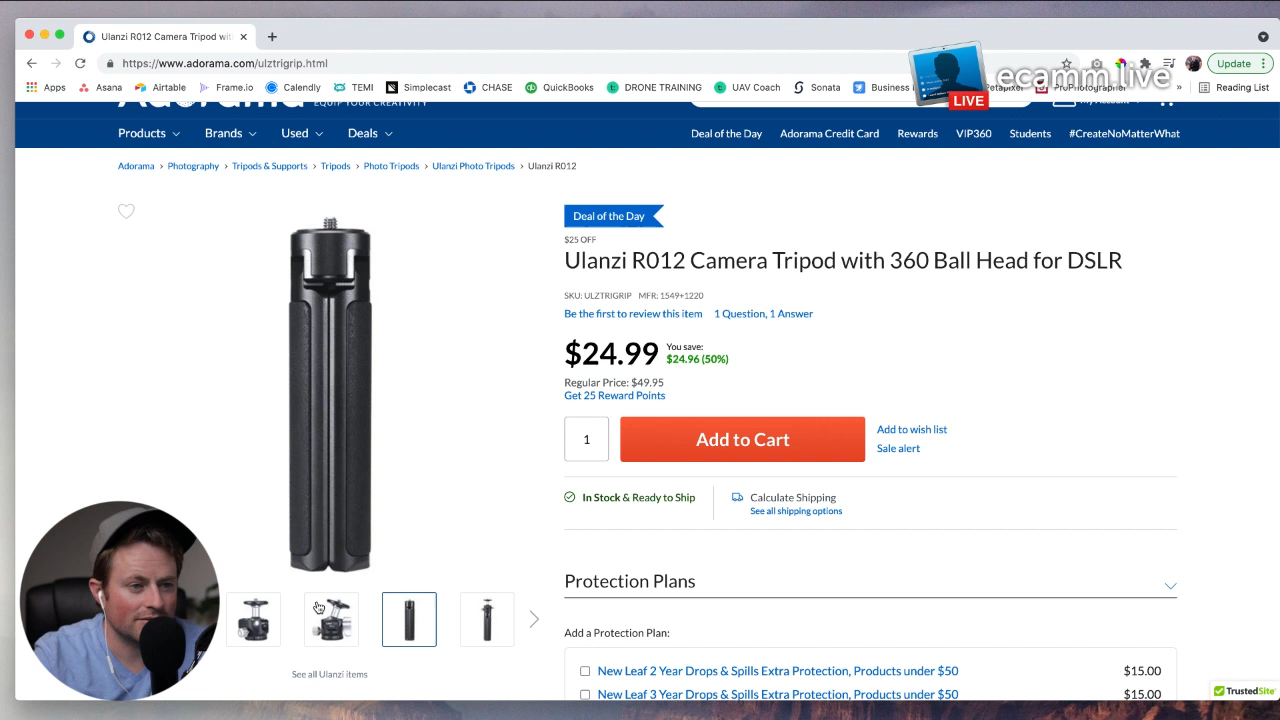 Ulanzi R012 Camera Tripod with
https://www.adorama.com/ulztrigrip.html
Update
ecamm live
LIVE
Apps
Asana
Airtable
Frame.io
Calendly
TEMI
Simplecast
CHASE
QuickBooks
DRONE TRAINING
UAV Coach
Sonata
Business
Reading List
Adorama
EQUIP YOUR CREATIVITY
Products
Brands
Used
Deals
Deal of the Day
Adorama Credit Card
Rewards
VIP360
Students
#CreateNoMatterWhat
Adorama › Photography › Tripods & Supports › Tripods › Photo Tripods › Ulanzi Photo Tripods › Ulanzi R012
Deal of the Day
$25 OFF
Ulanzi R012 Camera Tripod with 360 Ball Head for DSLR
SKU: ULZTRIGRIP MFR: 1549+1220
Be the first to review this item 1 Question, 1 Answer
$24.99
You save:
$24.96 (50%)
Regular Price: $49.95
Get 25 Reward Points
1
Add to Cart
Add to wish list
Sale alert
In Stock & Ready to Ship
Calculate Shipping
See all shipping options
Protection Plans
Add a Protection Plan:
New Leaf 2 Year Drops & Spills Extra Protection, Products under $50 $15.00
New Leaf 3 Year Drops & Spills Extra Protection, Products under $50 $15.00
See all Ulanzi items
TrustedSite